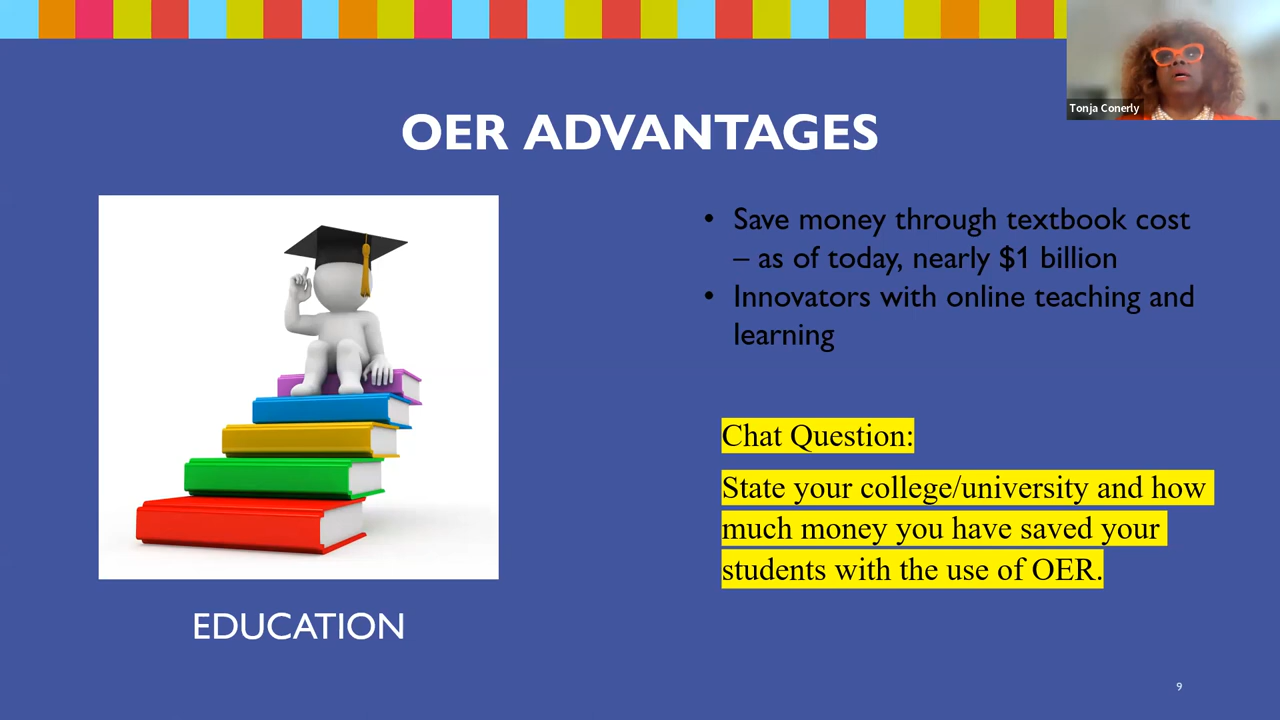 Tonja Conerly
OER ADVANTAGES
• Save money through textbook cost
– as of today, nearly $1 billion
• Innovators with online teaching and
learning
Chat Question:
State your college/university and how
much money you have saved your
students with the use of OER.
EDUCATION
9